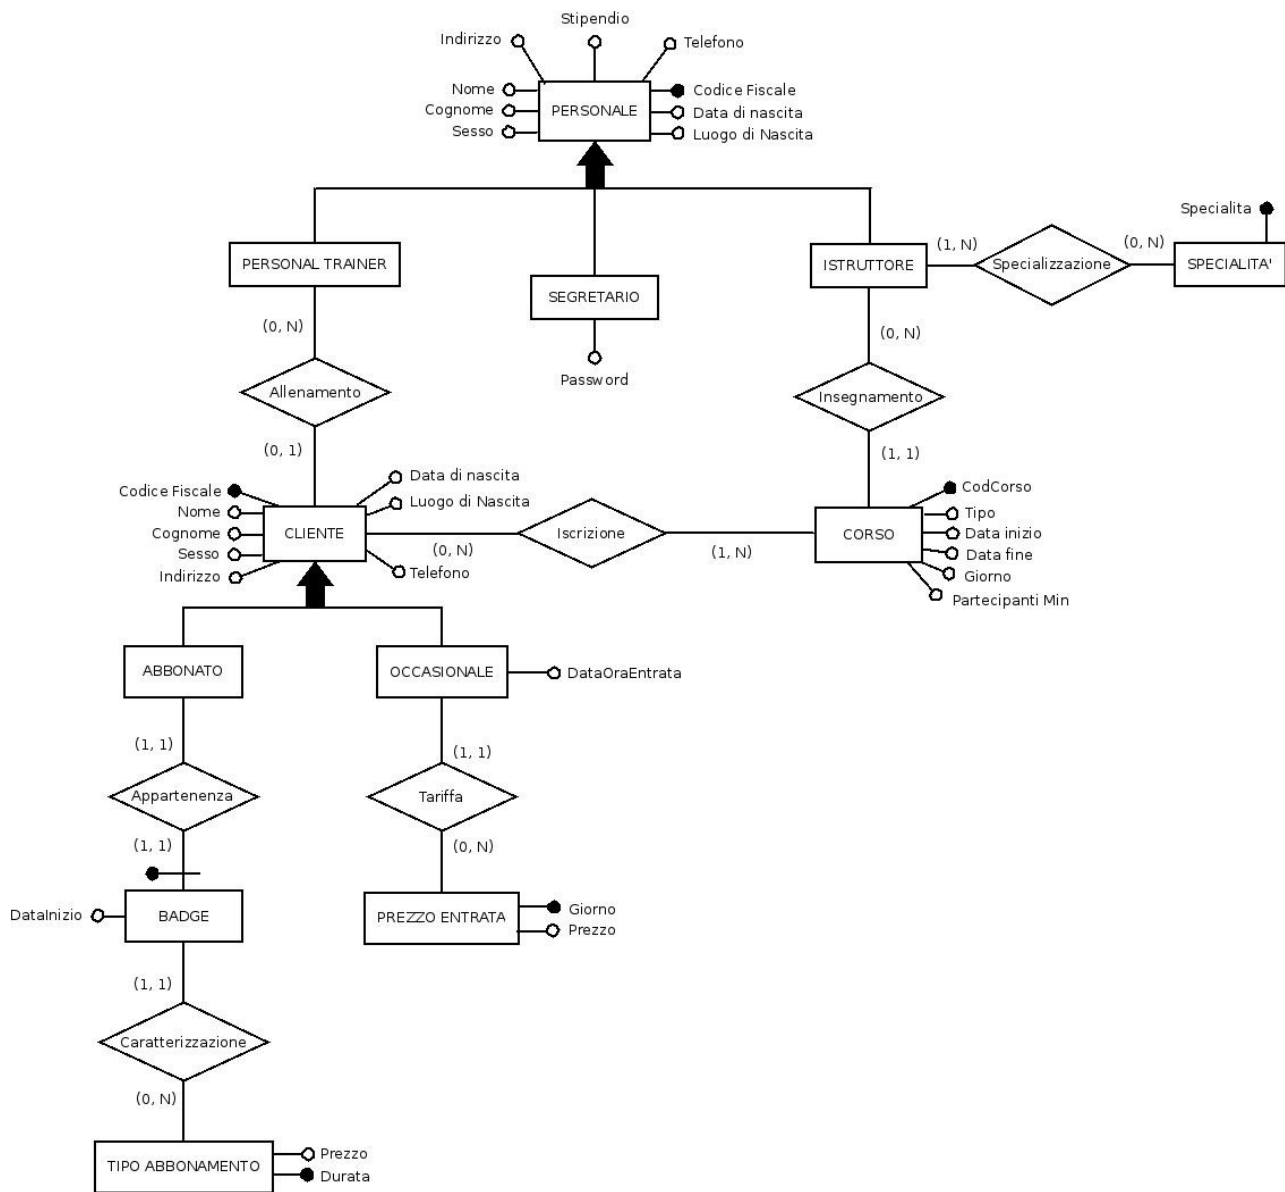 Stipendio
Indirizzo
Telefono
Nome
Codice Fiscale
Cognome
PERSONALE
Data di nascita
Sesso
Luogo di Nascita
Specialita
PERSONAL TRAINER
ISTRUTTORE
(1, N)
Specializzazione
(0, N)
SPECIALITA'
SEGRETARIO
(0, N)
(0, N)
Password
Allenamento
Insegnamento
(0, 1)
(1, 1)
Codice Fiscale
Data di nascita
Nome
Luogo di Nascita
Cognome
CLIENTE
Sesso
Indirizzo
Telefono
(0, N)
Iscrizione
(1, N)
CORSO
CodCorso
Tipo
Data inizio
Data fine
Giorno
Partecipanti Min
ABBONATO
OCCASIONALE
DataOraEntrata
(1, 1)
(1, 1)
Appartenenza
Tariffa
(1, 1)
(0, N)
DataInizio
BADGE
PREZZO ENTRATA
Giorno
Prezzo
(1, 1)
Caratterizzazione
(0, N)
TIPO ABBONAMENTO
Prezzo
Durata